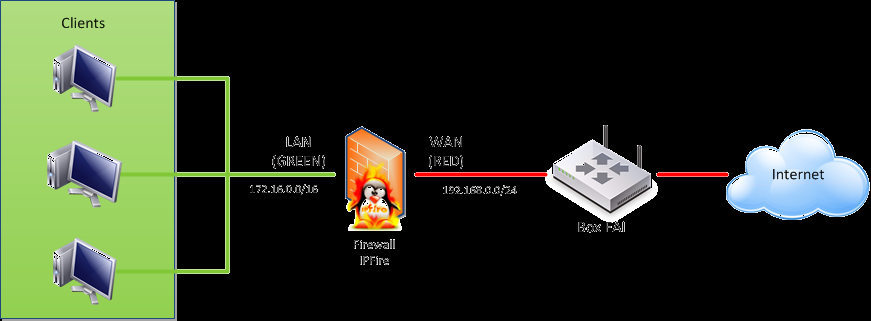 Clients
LAN
(GREEN)
172.16.0.0/16
WAN
(RED)
192.168.0.0/24
IPFire
Firewall
IPFire
Box FAI
Internet